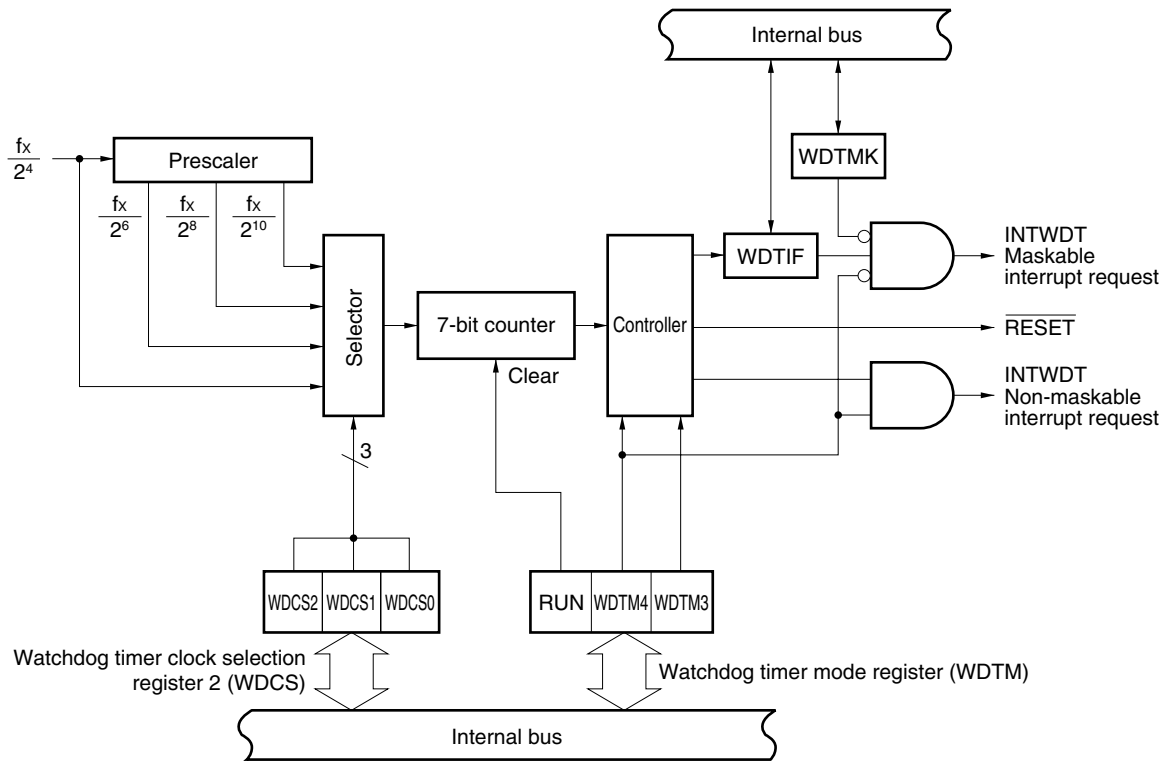 Internal bus
fX
2⁴
Prescaler
WDTMK
fX
2⁶
fX
2⁸
fX
2¹⁰
Selector
7-bit counter
Clear
Controller
WDTIF
INTWDT
Maskable
interrupt request
RESET
INTWDT
Non-maskable
interrupt request
3
WDCS2 WDCS1 WDCS0
RUN WDTM4 WDTM3
Watchdog timer clock selection
register 2 (WDCS)
Watchdog timer mode register (WDTM)
Internal bus